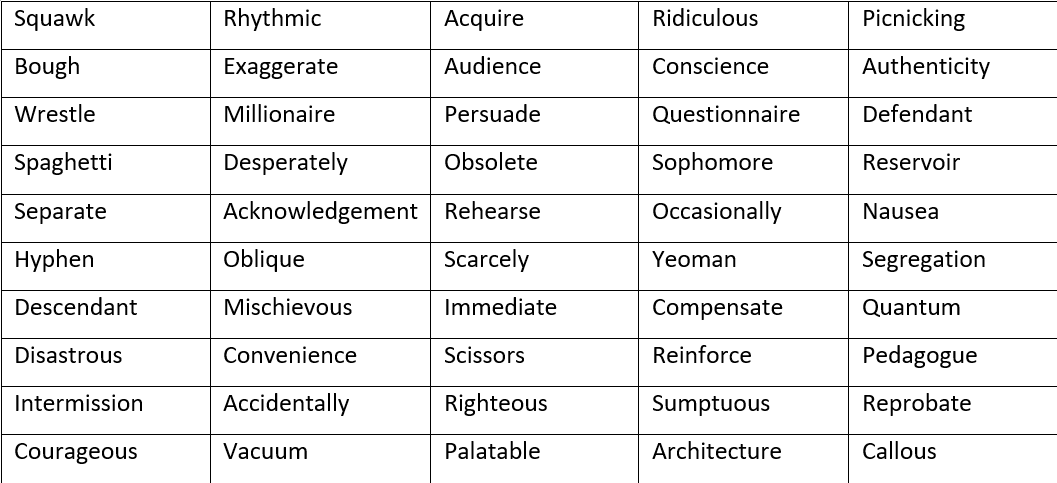 Squawk Rhythmic Acquire Ridiculous Picnicking
Bough Exaggerate Audience Conscience Authenticity
Wrestle Millionaire Persuade Questionnaire Defendant
Spaghetti Desperately Obsolete Sophomore Reservoir
Separate Acknowledgement Rehearse Occasionally Nausea
Hyphen Oblique Scarcely Yeoman Segregation
Descendant Mischievous Immediate Compensate Quantum
Disastrous Convenience Scissors Reinforce Pedagogue
Intermission Accidentally Righteous Sumptuous Reprobate
Courageous Vacuum Palatable Architecture Callous